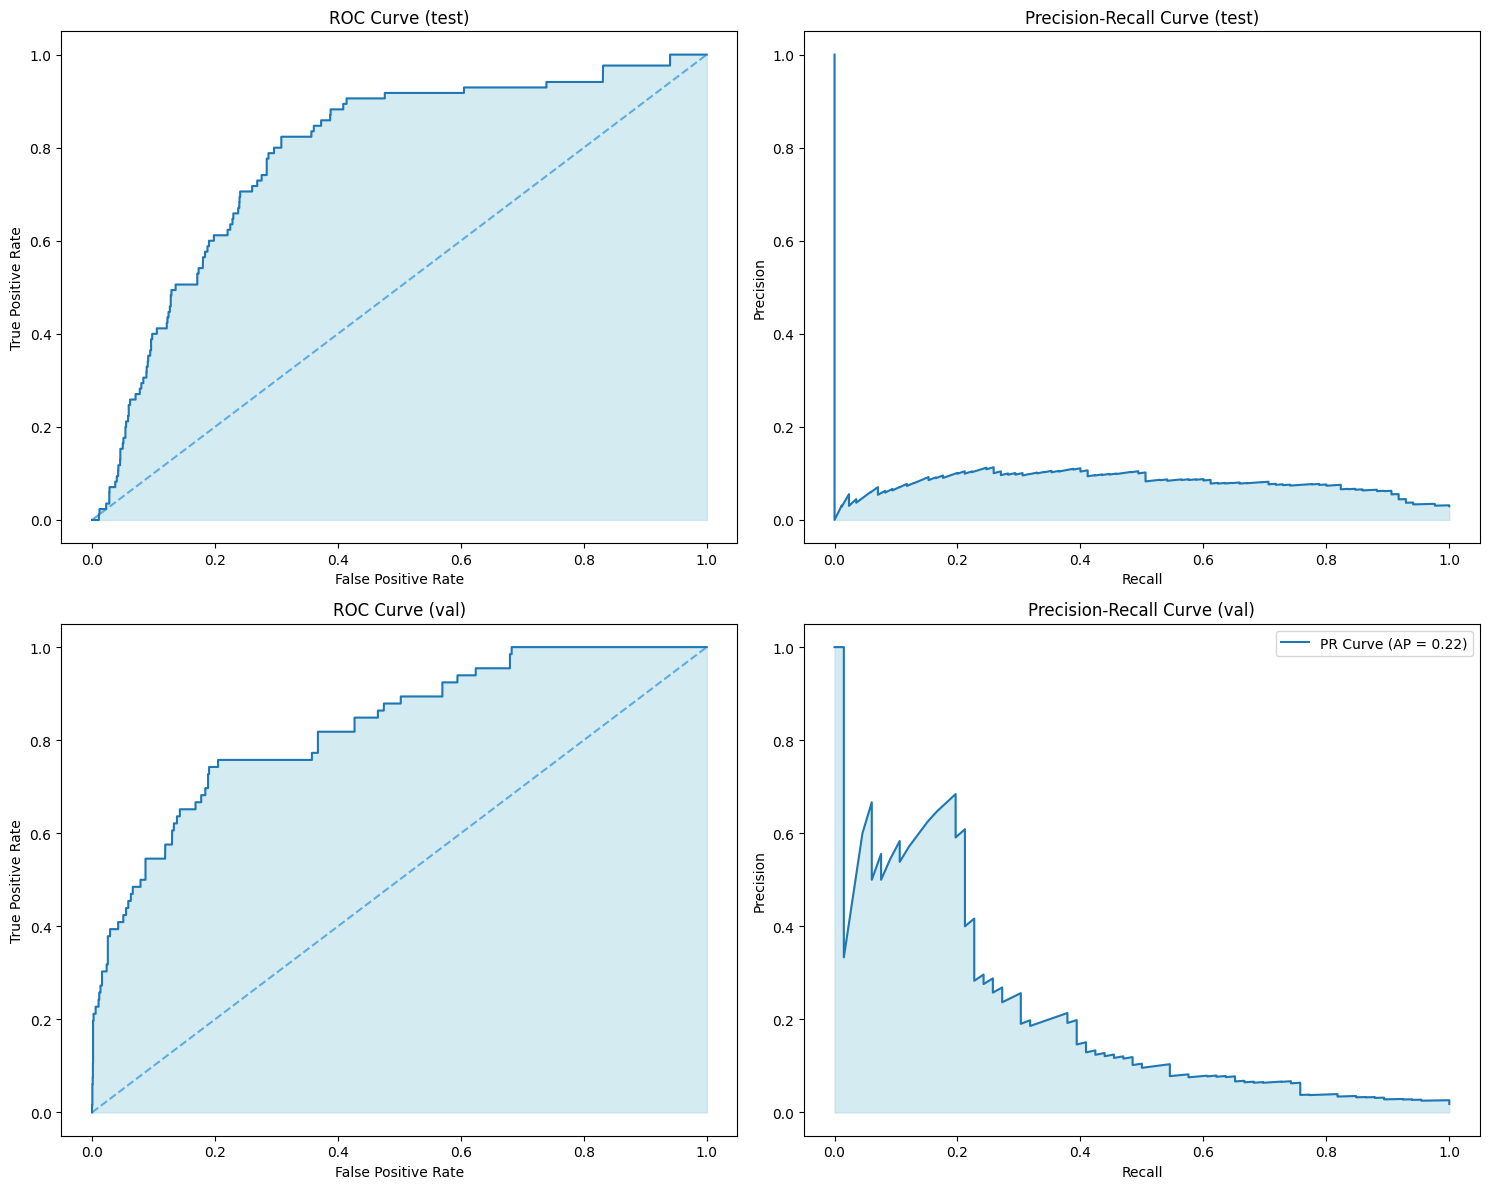 ROC Curve (test)
1.0
0.8
0.6
0.4
0.2
0.0
True Positive Rate
0.0 0.2 0.4 0.6 0.8 1.0
False Positive Rate
Precision-Recall Curve (test)
1.0
0.8
0.6
0.4
0.2
0.0
Precision
0.0 0.2 0.4 0.6 0.8 1.0
Recall
ROC Curve (val)
1.0
0.8
0.6
0.4
0.2
0.0
True Positive Rate
0.0 0.2 0.4 0.6 0.8 1.0
False Positive Rate
Precision-Recall Curve (val)
PR Curve (AP = 0.22)
1.0
0.8
0.6
0.4
0.2
0.0
Precision
0.0 0.2 0.4 0.6 0.8 1.0
Recall